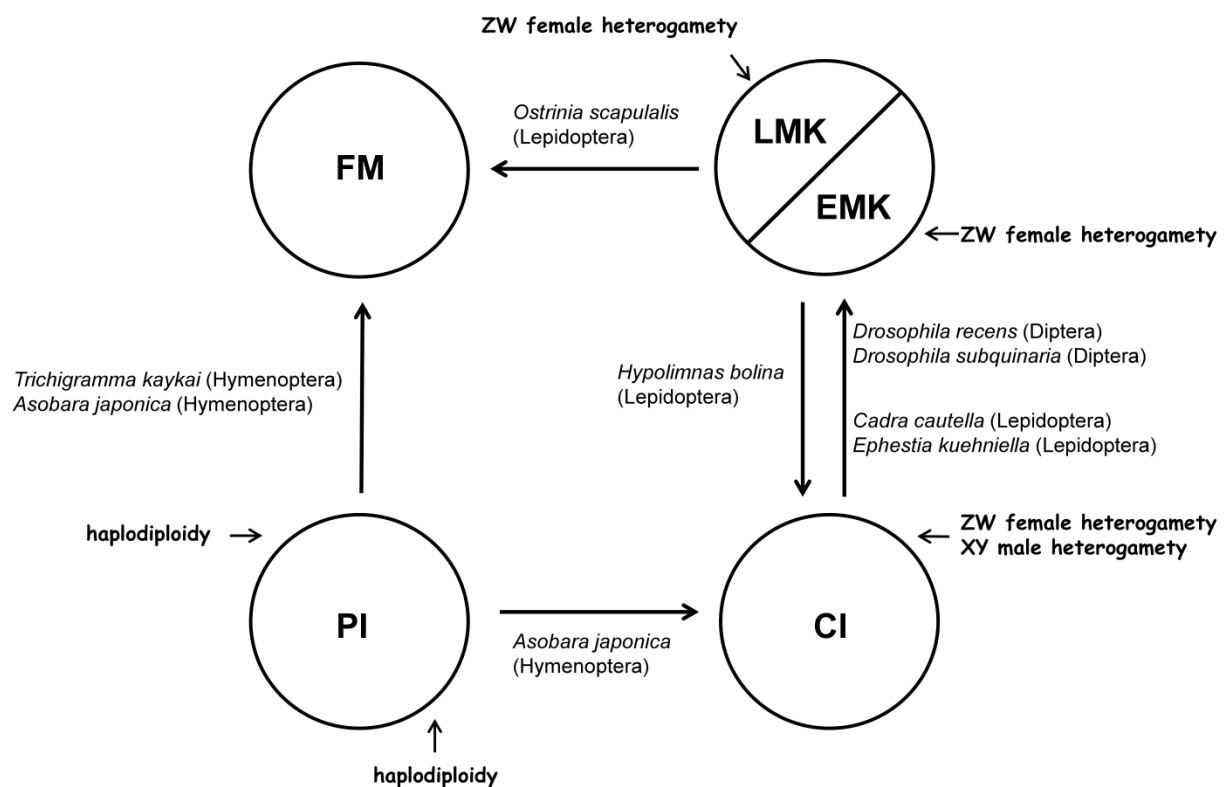 ZW female heterogamety
Ostrinia scapulalis
(Lepidoptera)
LMK
FM
EMK
ZW female heterogamety
Drosophila recens (Diptera)
Drosophila subquinaria (Diptera)
Hypolimnas bolina
(Lepidoptera)
Trichigramma kaykai (Hymenoptera)
Asobara japonica (Hymenoptera)
Cadra cautella (Lepidoptera)
Ephestia kuehniella (Lepidoptera)
haplodiploidy
ZW female heterogamety
XY male heterogamety
PI
CI
Asobara japonica
(Hymenoptera)
haplodiploidy